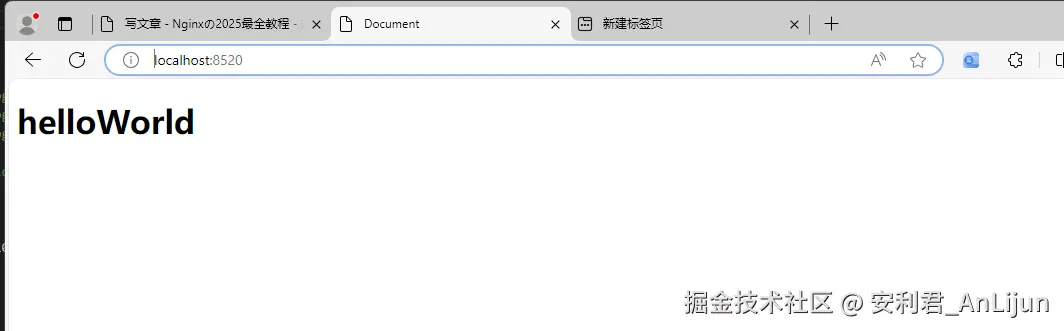 写文章 - Nginxの2025最全教程 -
Document
新建标签页
localhost:8520
helloWorld
掘金技术社区 @ 安利君_AnLijun